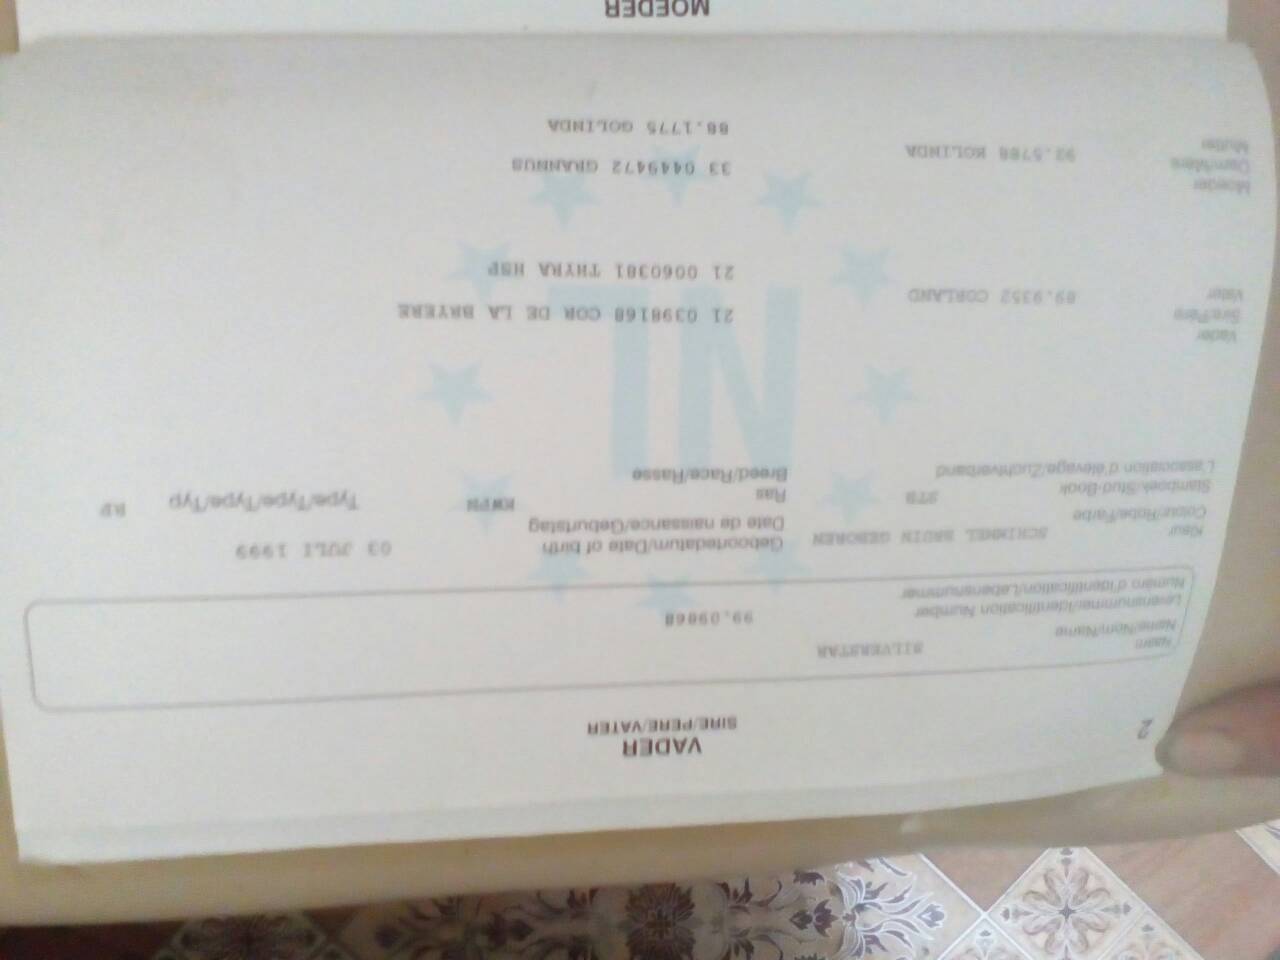 2
VADER
SIRE/PERE/VATER
Naam SILVERSTAR
Name/Nom/Name
Levensnummer/Identification Number 99.09868
Numéro d'identification/Lebensnummer
Kleur SCHIMMEL BRUIN GEBOREN Geboortedatum/Date of birth 03 JULI 1999
Colour/Robe/Farbe Date de naissance/Geburtstag
Stamboek/Stud-Book STB Ras KWPN Type/Type/Type/Typ RP
L'association d'élevage/Zuchtverband Breed/Race/Rasse
NL
Vader 21 0398168 COR DE LA BRYERE
Sire/Père 89.9352 CORLAND
Vater 21 0060381 THYRA HSP
Moeder 33 0449472 GRANNUS
Dam/Mère 92.5788 KOLINDA
Mutter 88.1775 GOLINDA
MOEDER